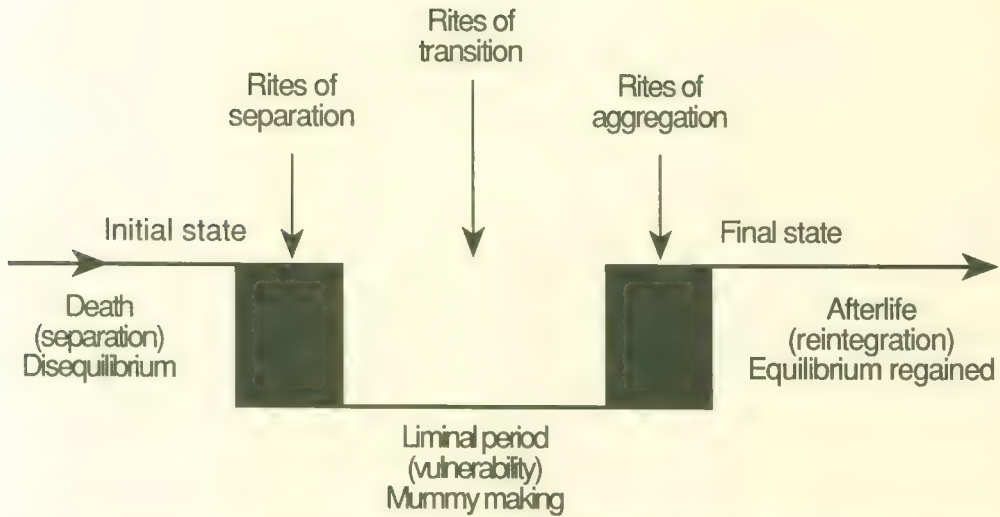 Rites of
transition
Rites of
separation
Rites of
aggregation
Initial state
Final state
Death
(separation)
Disequilibrium
Afterlife
(reintegration)
Equilibrium regained
Liminal period
(vulnerability)
Mummy making